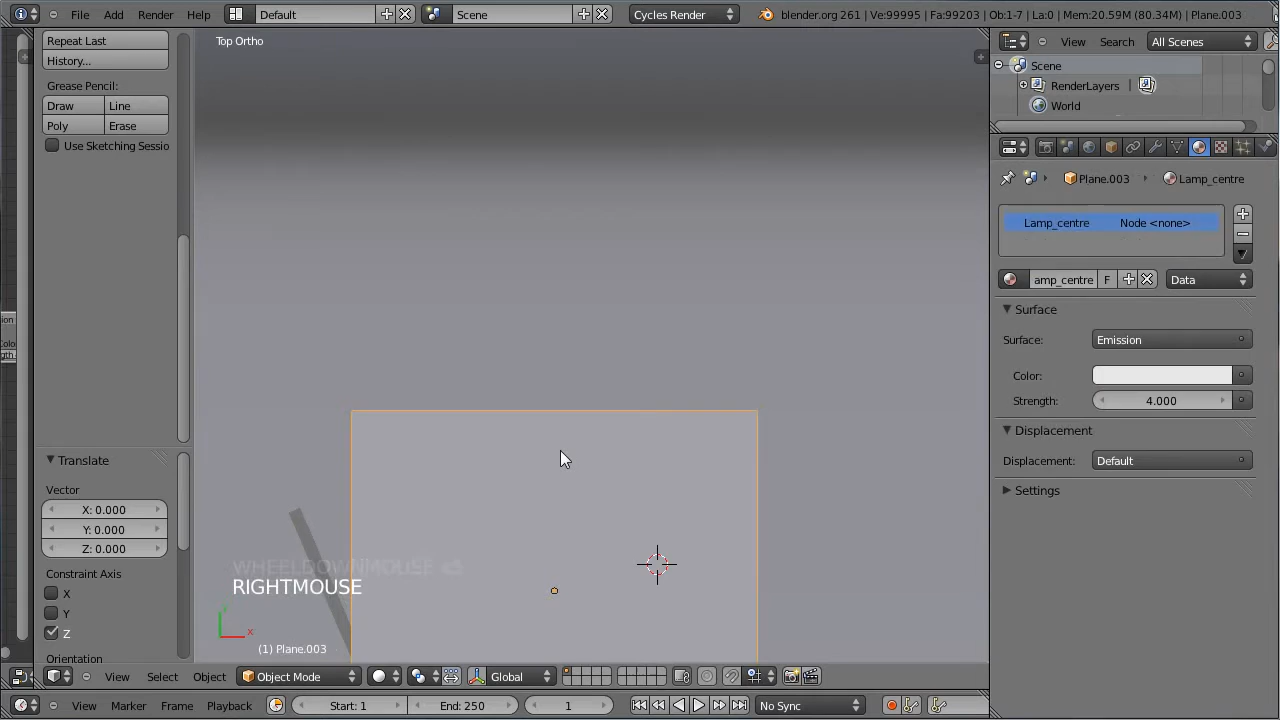 File Add Render Help Default Scene Cycles Render blender.org 261 | Ve:99995 | Fa:99203 | Ob:1-7 | La:0 | Mem:20.59M (80.34M) | Plane.003
Repeat Last
History...
Grease Pencil:
Draw Line
Poly Erase
Use Sketching Sessio
Translate
Vector
X: 0.000
Y: 0.000
Z: 0.000
Constraint Axis
X
Y
Z
Orientation
Top Ortho
WHEELDOWNMOUSE
RIGHTMOUSE
x
(1) Plane.003
View Select Object Object Mode Global
View Marker Frame Playback Start: 1 End: 250 1 No Sync
View Search All Scenes
Scene
RenderLayers |
World
Plane.003 Lamp_centre
Lamp_centre Node <none>
amp_centre F Data
Surface
Surface: Emission
Color:
Strength: 4.000
Displacement
Displacement: Default
Settings